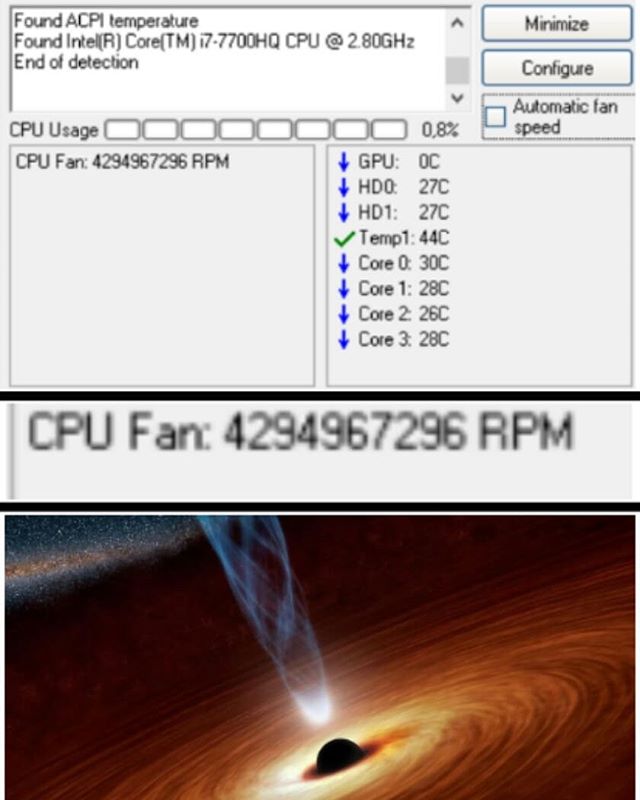 Found ACPI temperature
Found Intel(R) Core(TM) i7-7700HQ CPU @ 2.80GHz
End of detection
Minimize
Configure
Automatic fan
speed
CPU Usage 0,8%
CPU Fan: 4294967296 RPM
GPU: 0C
HD0: 27C
HD1: 27C
Temp1: 44C
Core 0: 30C
Core 1: 28C
Core 2: 26C
Core 3: 28C
CPU Fan: 4294967296 RPM